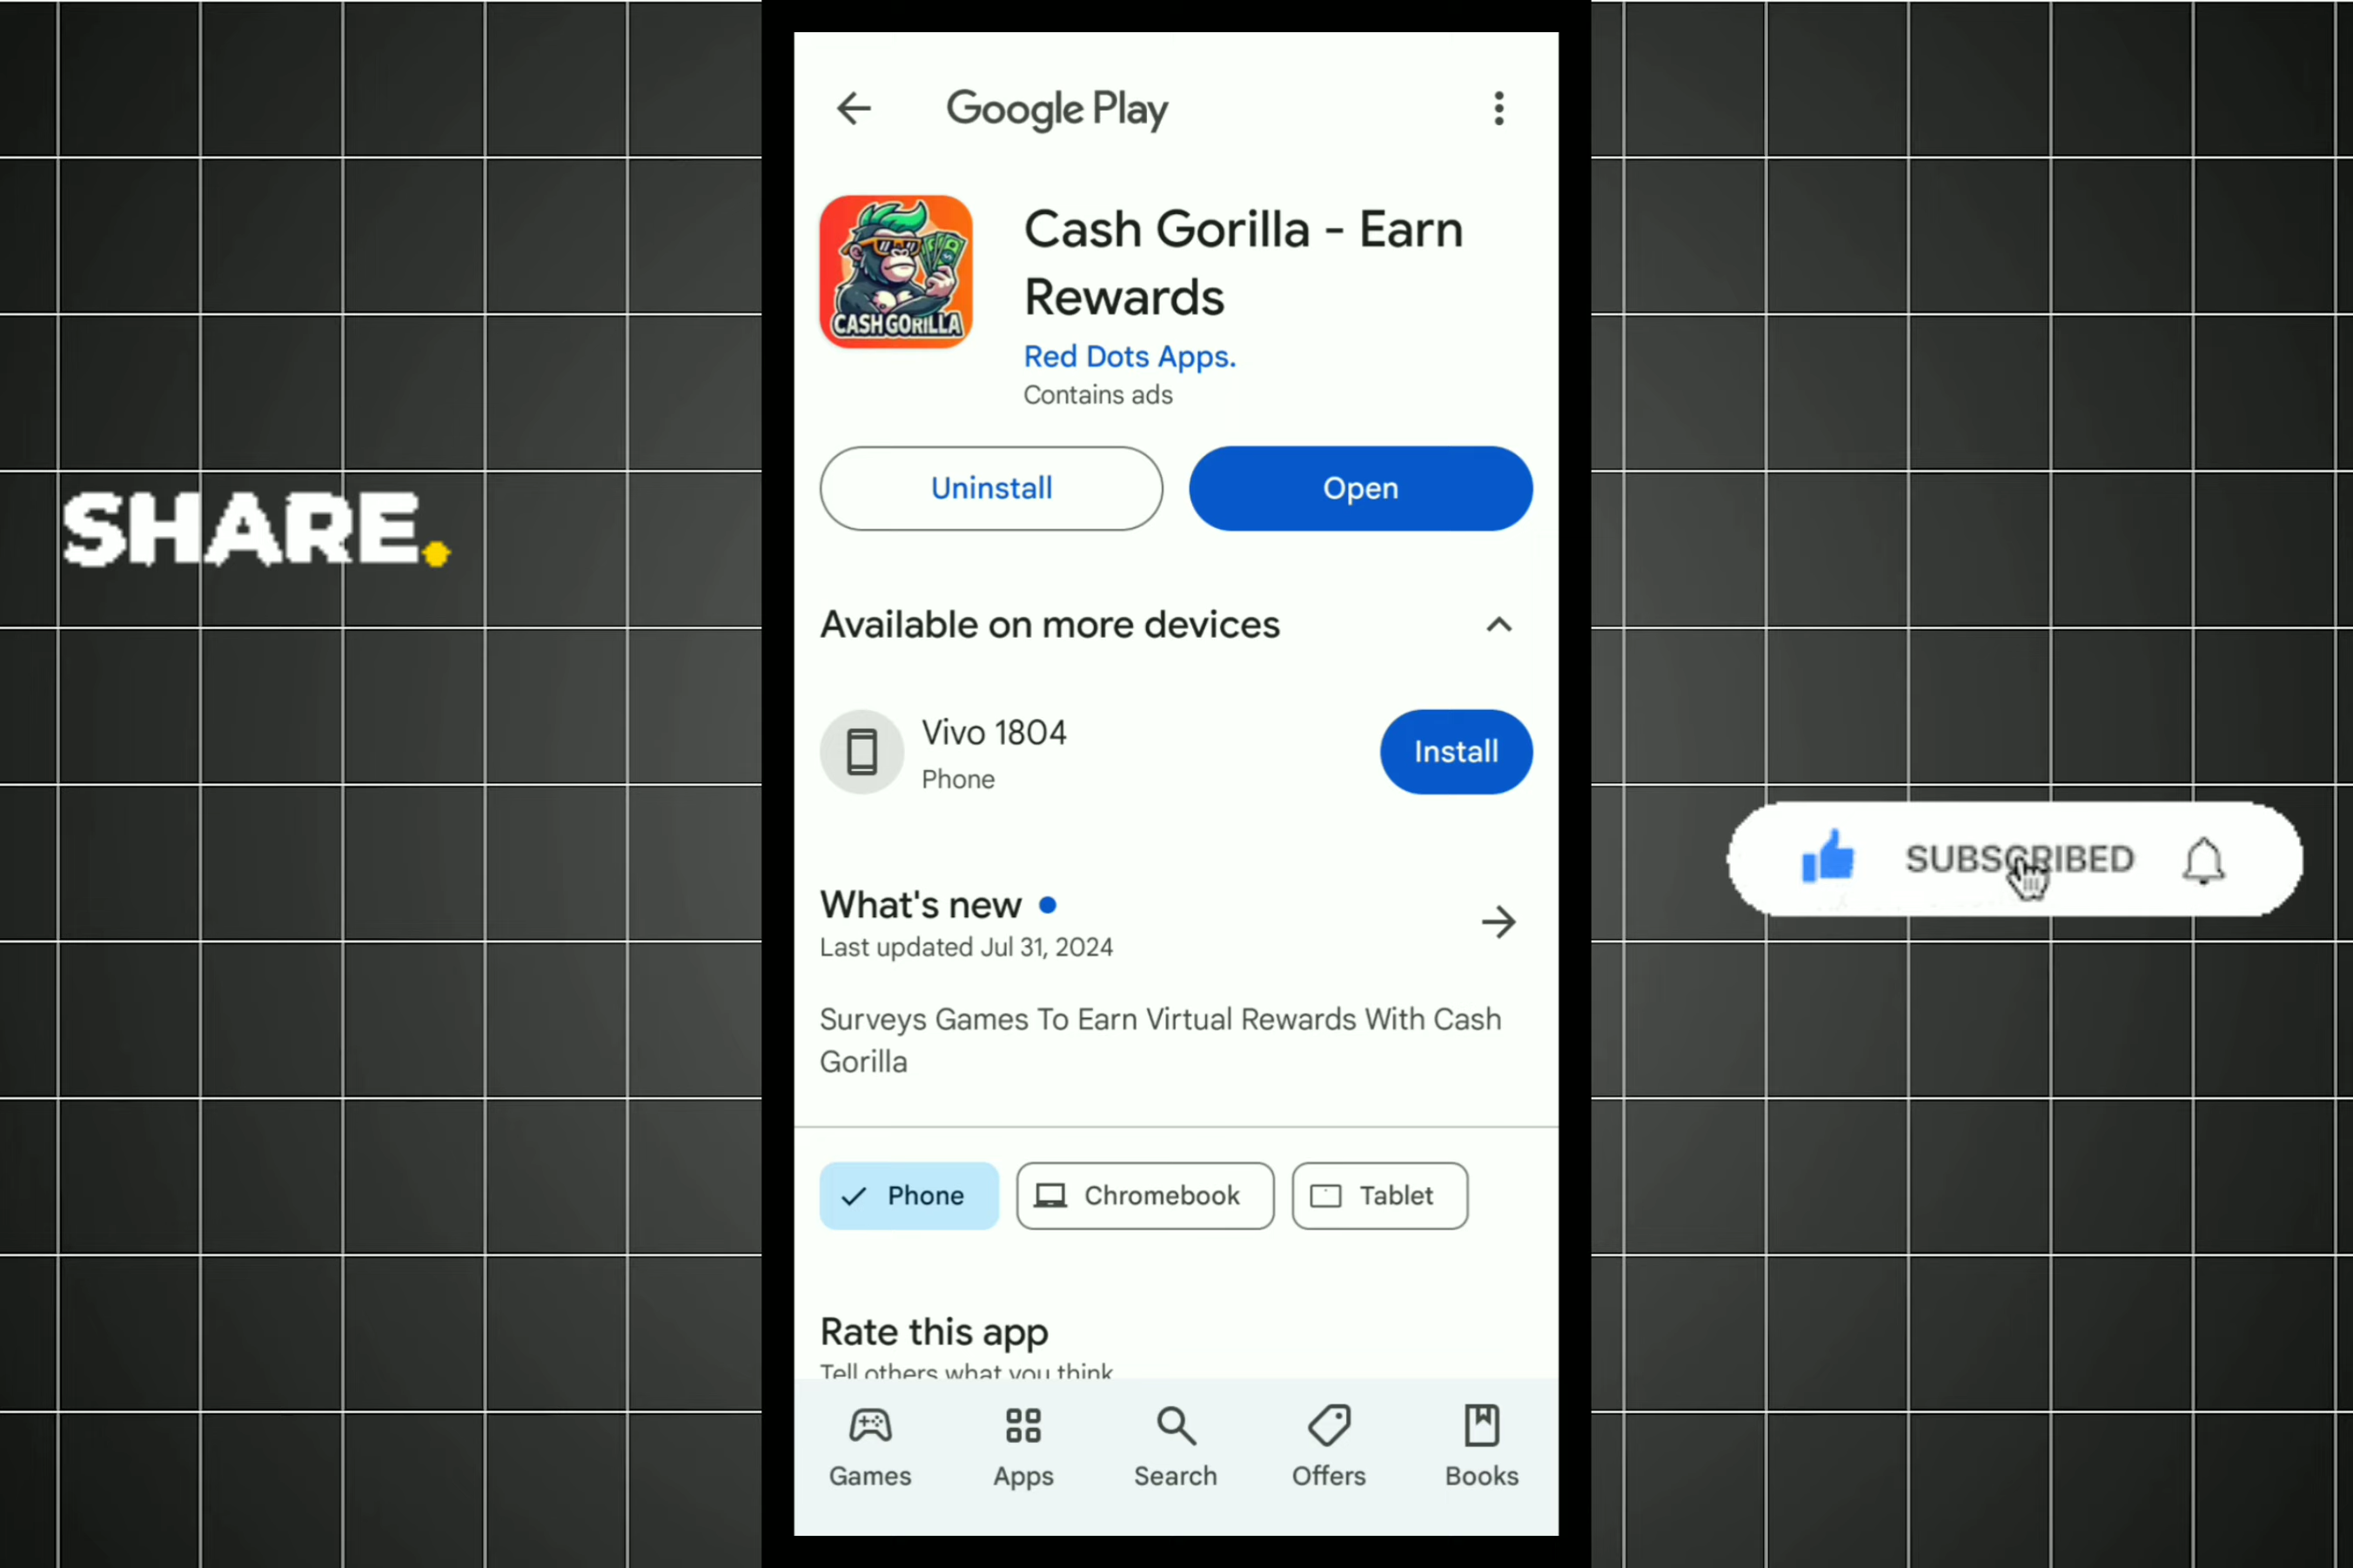 Google Play
CASH GORILLA
Cash Gorilla - Earn
Rewards
Red Dots Apps.
Contains ads
Uninstall
Open
SHARE.
Available on more devices
Vivo 1804
Phone
Install
SUBSCRIBED
What's new
Last updated Jul 31, 2024
Surveys Games To Earn Virtual Rewards With Cash
Gorilla
Phone
Chromebook
Tablet
Rate this app
Tell others what you think
Games
Apps
Search
Offers
Books